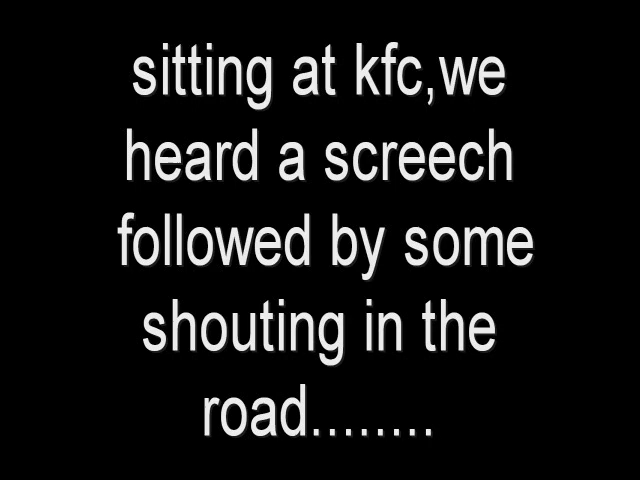 sitting at kfc,we
heard a screech
followed by some
shouting in the
road........